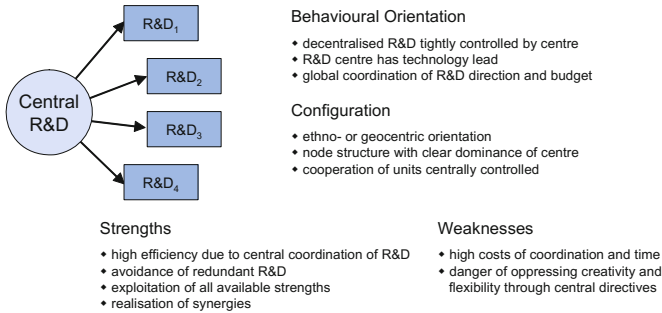 Central
R&D
R&D₁
R&D₂
R&D₃
R&D₄
Behavioural Orientation
◆ decentralised R&D tightly controlled by centre
◆ R&D centre has technology lead
◆ global coordination of R&D direction and budget
Configuration
◆ ethno- or geocentric orientation
◆ node structure with clear dominance of centre
◆ cooperation of units centrally controlled
Strengths
◆ high efficiency due to central coordination of R&D
◆ avoidance of redundant R&D
◆ exploitation of all available strengths
◆ realisation of synergies
Weaknesses
◆ high costs of coordination and time
◆ danger of oppressing creativity and
flexibility through central directives